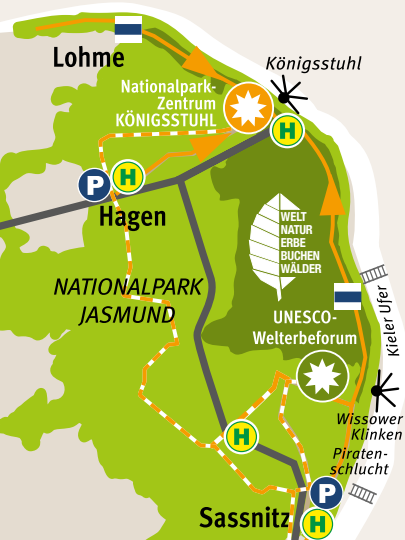 Lohme
Königsstuhl
Nationalpark-
Zentrum
KÖNIGSSTUHL
H
P
H
Hagen
WELT
NATUR
ERBE
BUCHEN
WÄLDER
NATIONALPARK
JASMUND
UNESCO-
Welterbeforum
Kieler Ufer
Wissower
Klinken
H
Piraten-
schlucht
P
Sassnitz
H